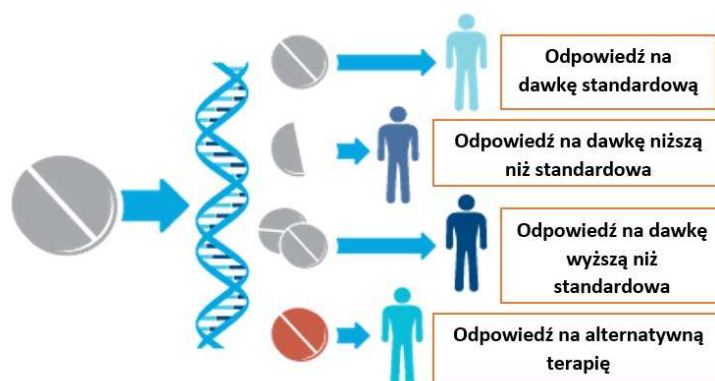 Odpowiedź na
dawkę standardową
Odpowiedź na dawkę niższą
niż standardowa
Odpowiedź na dawkę
wyższą niż
standardowa
Odpowiedź na alternatywną
terapię